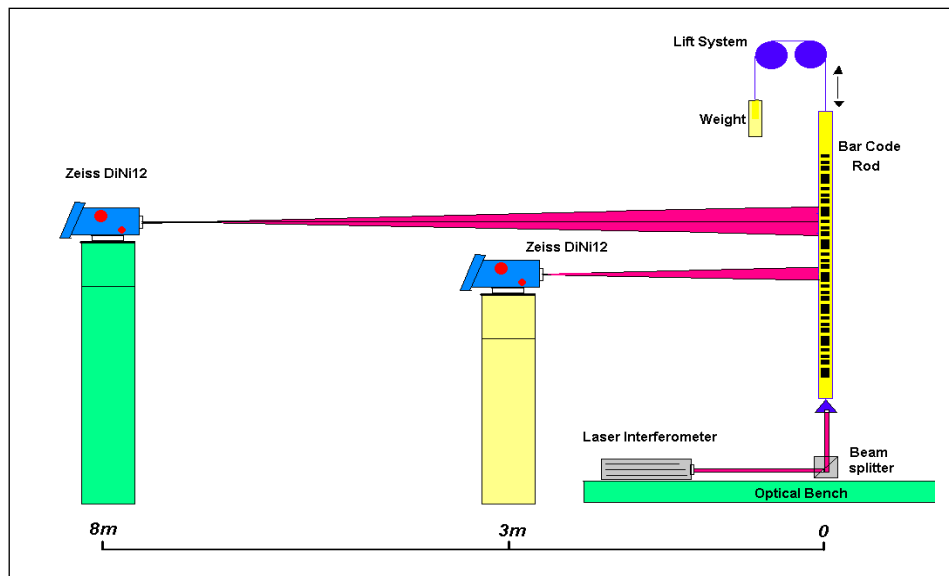 Lift System
Weight
Bar Code
Rod
Zeiss DiNi12
Zeiss DiNi12
Laser Interferometer
Beam
splitter
Optical Bench
8m
3m
0